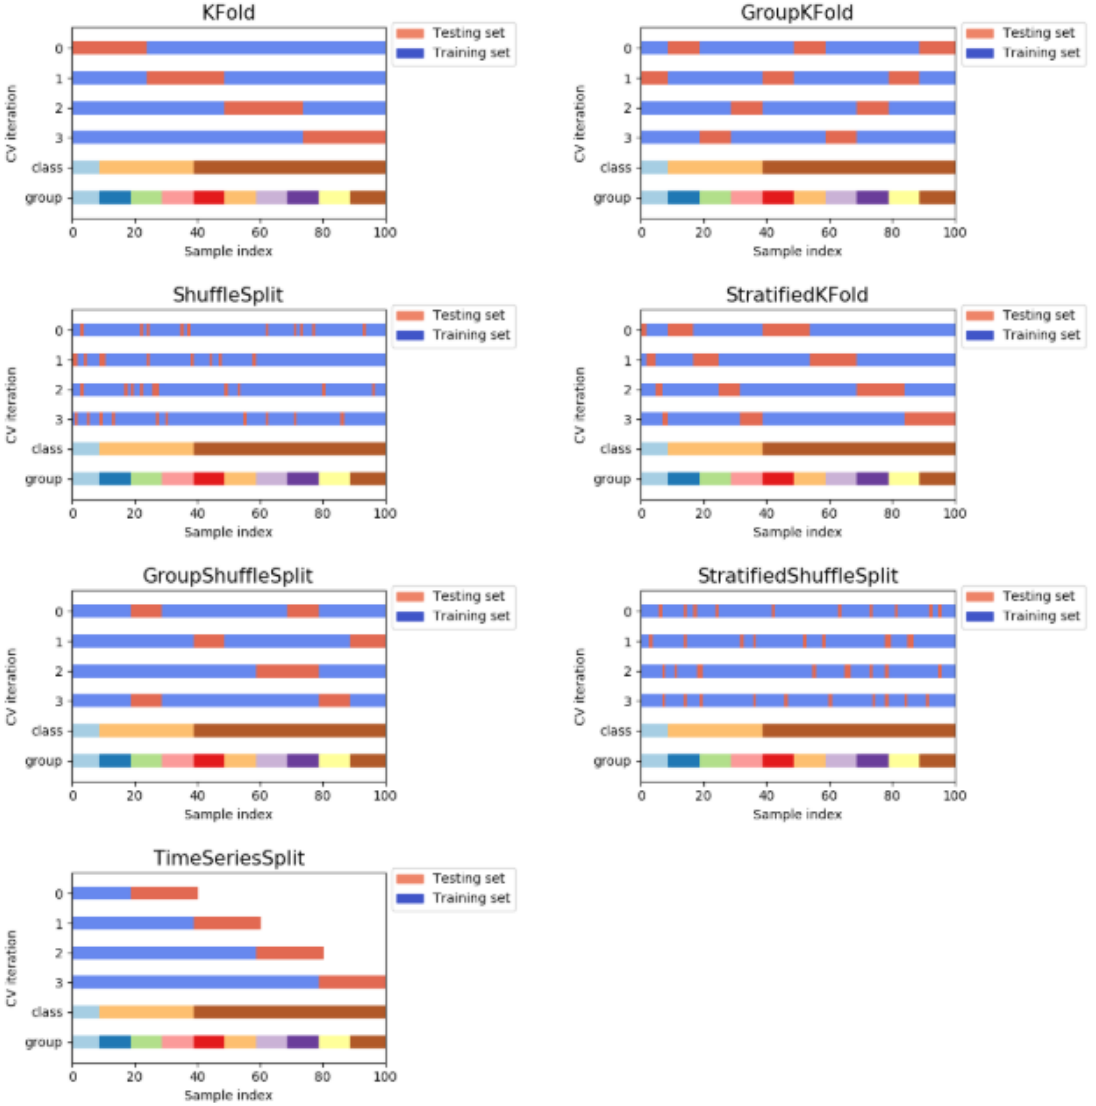 KFold
Testing set
Training set
CV iteration
0
1
2
3
class
group
0 20 40 60 80 100
Sample index
GroupKFold
Testing set
Training set
CV iteration
0
1
2
3
class
group
0 20 40 60 80 100
Sample index
ShuffleSplit
Testing set
Training set
CV iteration
0
1
2
3
class
group
0 20 40 60 80 100
Sample index
StratifiedKFold
Testing set
Training set
CV iteration
0
1
2
3
class
group
0 20 40 60 80 100
Sample index
GroupShuffleSplit
Testing set
Training set
CV iteration
0
1
2
3
class
group
0 20 40 60 80 100
Sample index
StratifiedShuffleSplit
Testing set
Training set
CV iteration
0
1
2
3
class
group
0 20 40 60 80 100
Sample index
TimeSeriesSplit
Testing set
Training set
CV iteration
0
1
2
3
class
group
0 20 40 60 80 100
Sample index